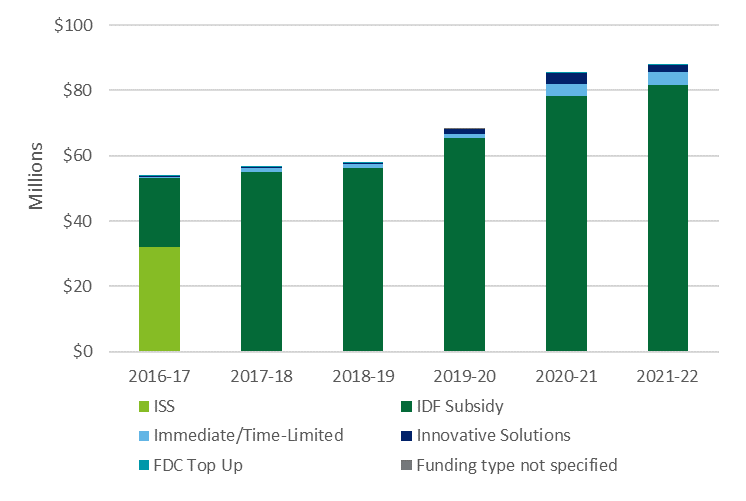 $100
$80
$60
$40
$20
$0
Millions
2016-17 2017-18 2018-19 2019-20 2020-21 2021-22
ISS IDF Subsidy
Immediate/Time-Limited Innovative Solutions
FDC Top Up Funding type not specified